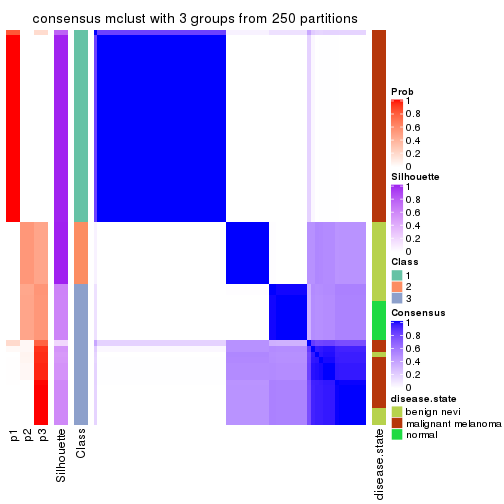 consensus mclust with 3 groups from 250 partitions
Prob
1
0.8
0.6
0.4
0.2
0
Silhouette
1
0.8
0.6
0.4
0.2
0
Class
1
2
3
Consensus
1
0.8
0.6
0.4
0.2
0
disease.state
benign nevi
malignant melanoma
normal
p1
p2
p3
Silhouette
Class
disease.state